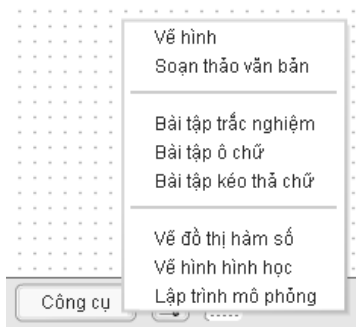 Vẽ hình
Soạn thảo văn bản
Bài tập trắc nghiệm
Bài tập ô chữ
Bài tập kéo thả chữ
Vẽ đồ thị hàm số
Vẽ hình hình học
Lập trình mô phỏng
Công cụ